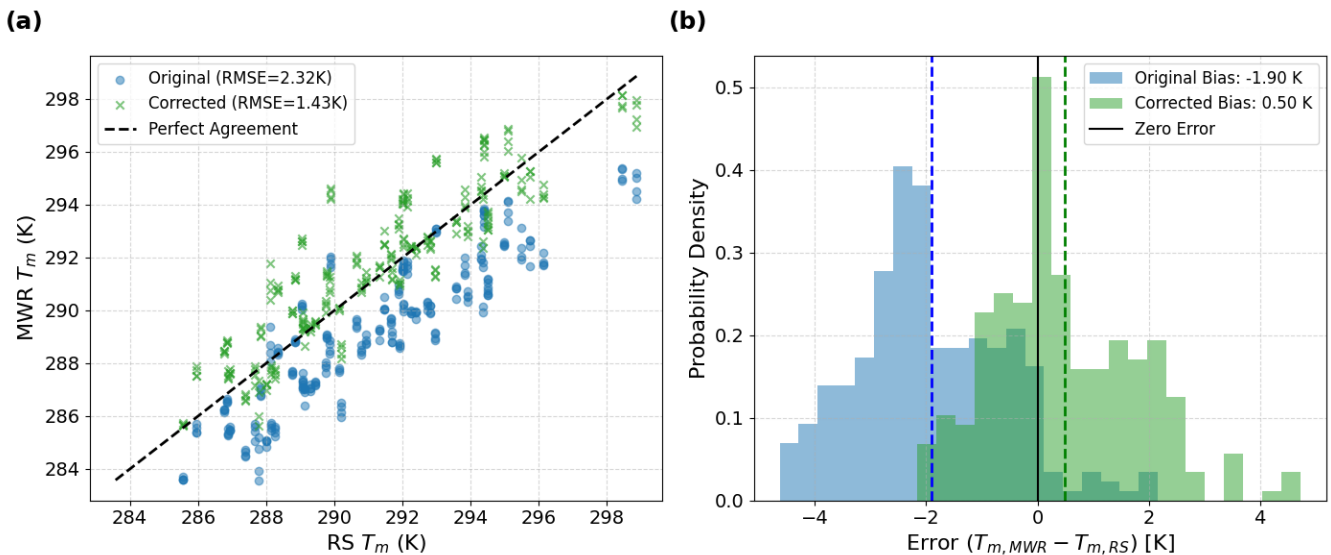 (a)
Original (RMSE=2.32K)
Corrected (RMSE=1.43K)
Perfect Agreement
298
296
294
292
290
288
286
284
MWR T_m (K)
284 286 288 290 292 294 296 298
RS T_m (K)
(b)
Original Bias: -1.90 K
Corrected Bias: 0.50 K
Zero Error
0.5
0.4
0.3
0.2
0.1
0.0
Probability Density
−4 −2 0 2 4
Error (T_{m,MWR} − T_{m,RS}) [K]